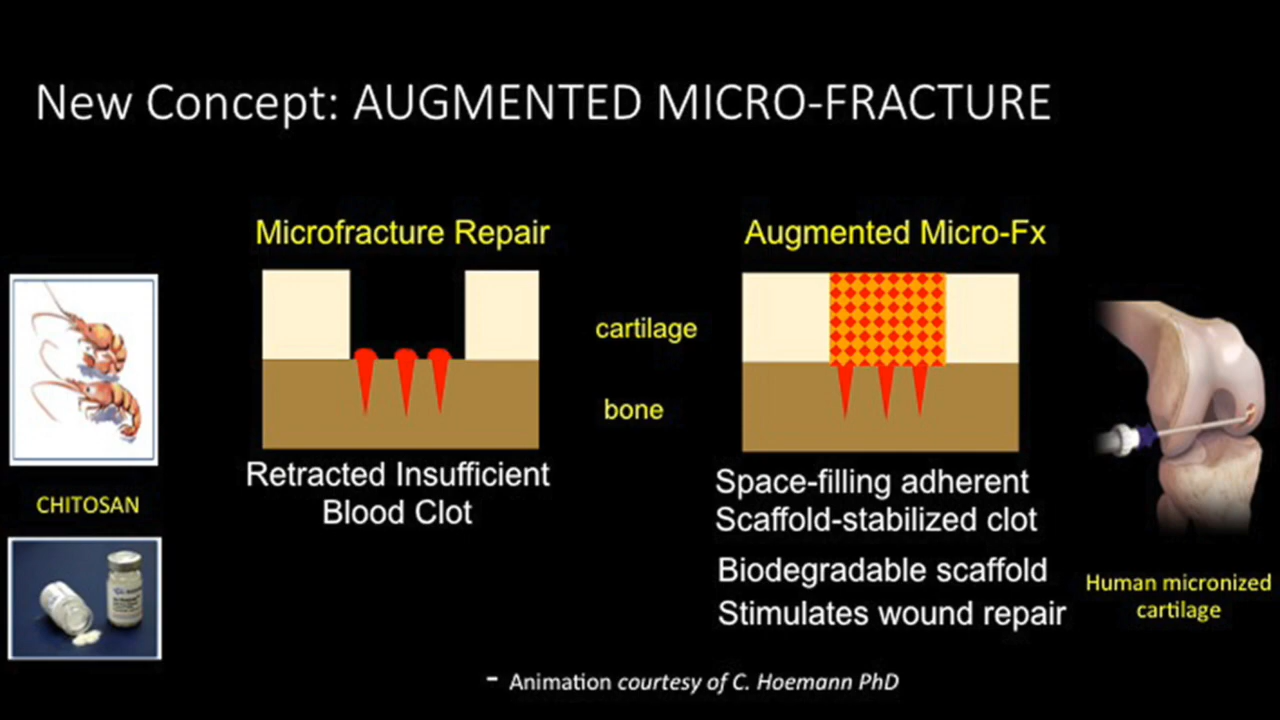 New Concept: AUGMENTED MICRO-FRACTURE
Microfracture Repair
Augmented Micro-Fx
cartilage
bone
Retracted Insufficient
Blood Clot
Space-filling adherent
Scaffold-stabilized clot
Biodegradable scaffold
Stimulates wound repair
CHITOSAN
Human micronized
cartilage
- Animation courtesy of C. Hoemann PhD